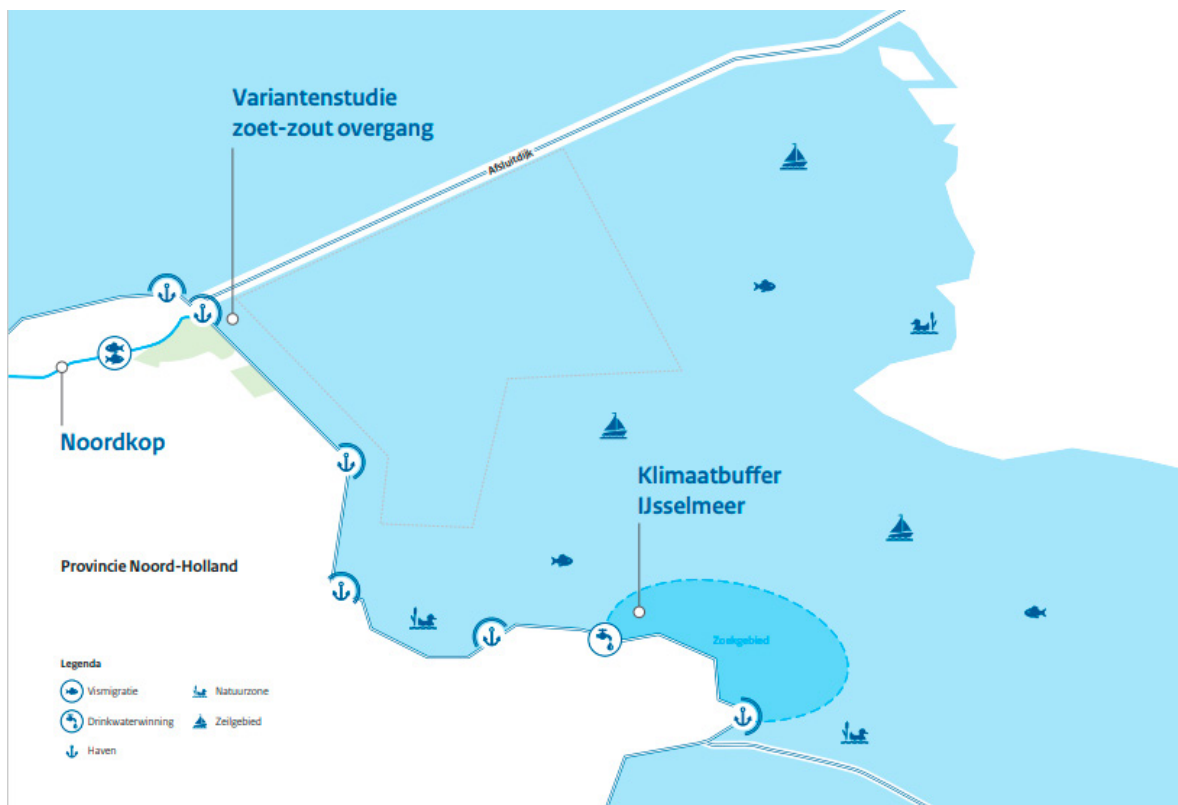 Variantenstudie
zoet-zout overgang
Afsluitdijk
Noordkop
Klimaatbuffer
IJsselmeer
Provincie Noord-Holland
Zoekgebied
Legenda
Vismigratie
Natuurzone
Drinkwaterwinning
Zeilgebied
Haven